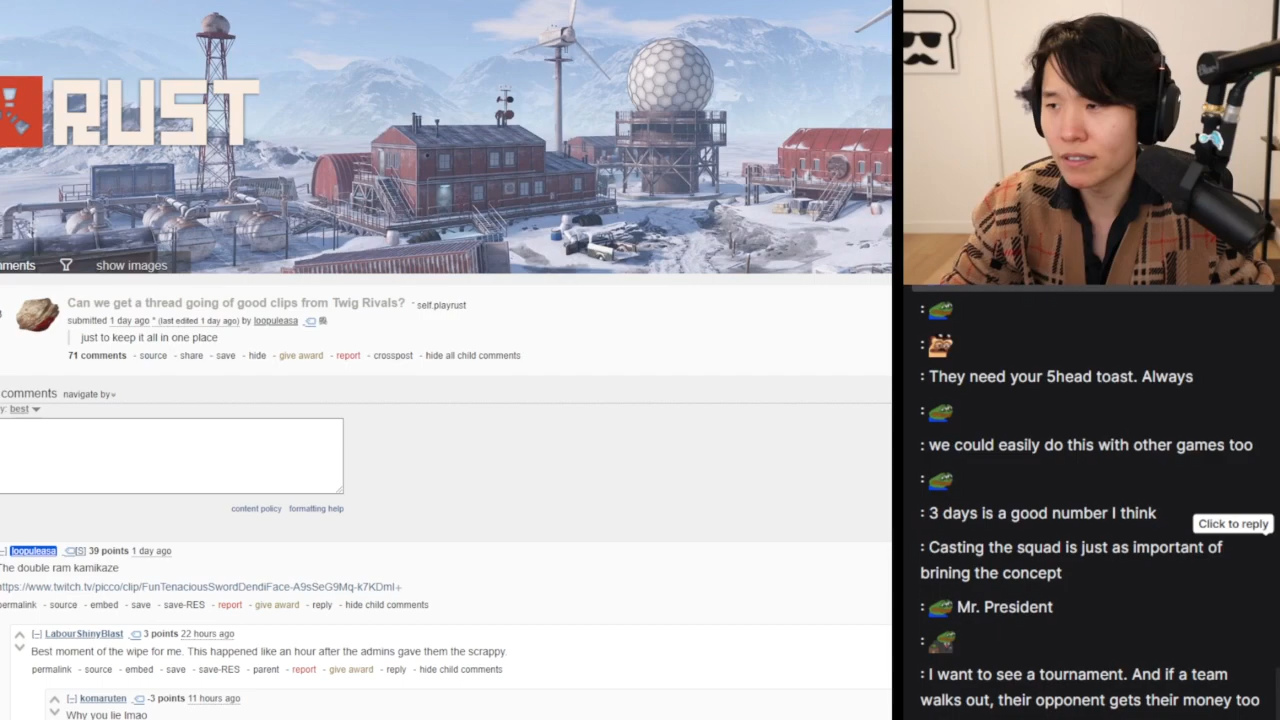 RUST
mments show images
Can we get a thread going of good clips from Twig Rivals? self.playrust
submitted 1 day ago * (last edited 1 day ago) by loopuleasa
just to keep it all in one place
71 comments - source - share - save - hide - give award - report - crosspost - hide all child comments
comments navigate by
y: best
content policy formatting help
[–] loopuleasa [S] 39 points 1 day ago
The double ram kamikaze
https://www.twitch.tv/picco/clip/FunTenaciousSwordDendiFace-A9sSeG9Mq-k7KDmI+
permalink - source - embed - save - save-RES - report - give award - reply - hide child comments
[–] LabourShinyBlast 3 points 22 hours ago
Best moment of the wipe for me. This happened like an hour after the admins gave them the scrappy.
permalink - source - embed - save - save-RES - parent - report - give award - reply - hide child comments
[–] komaruten -3 points 11 hours ago
Why you lie lmao
:
:
: They need your 5head toast. Always
:
: we could easily do this with other games too
:
: 3 days is a good number I think
Click to reply
: Casting the squad is just as important of
brining the concept
: Mr. President
:
: I want to see a tournament. And if a team
walks out, their opponent gets their money too